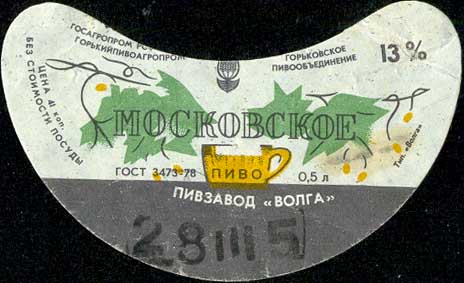 ГОСАГРОПРОМ РС
ГОРЬКИЙПИВОАГРОПРОМ
ГОРЬКОВСКОЕ
ПИВООБЪЕДИНЕНИЕ
13 %
ЦЕНА 41 коп.
БЕЗ СТОИМОСТИ ПОСУДЫ
МОСКОВСКОЕ
Тип. «Волга»
ГОСТ 3473-78
ПИВО
0,5 л
ПИВЗАВОД «ВОЛГА»
28 III 5